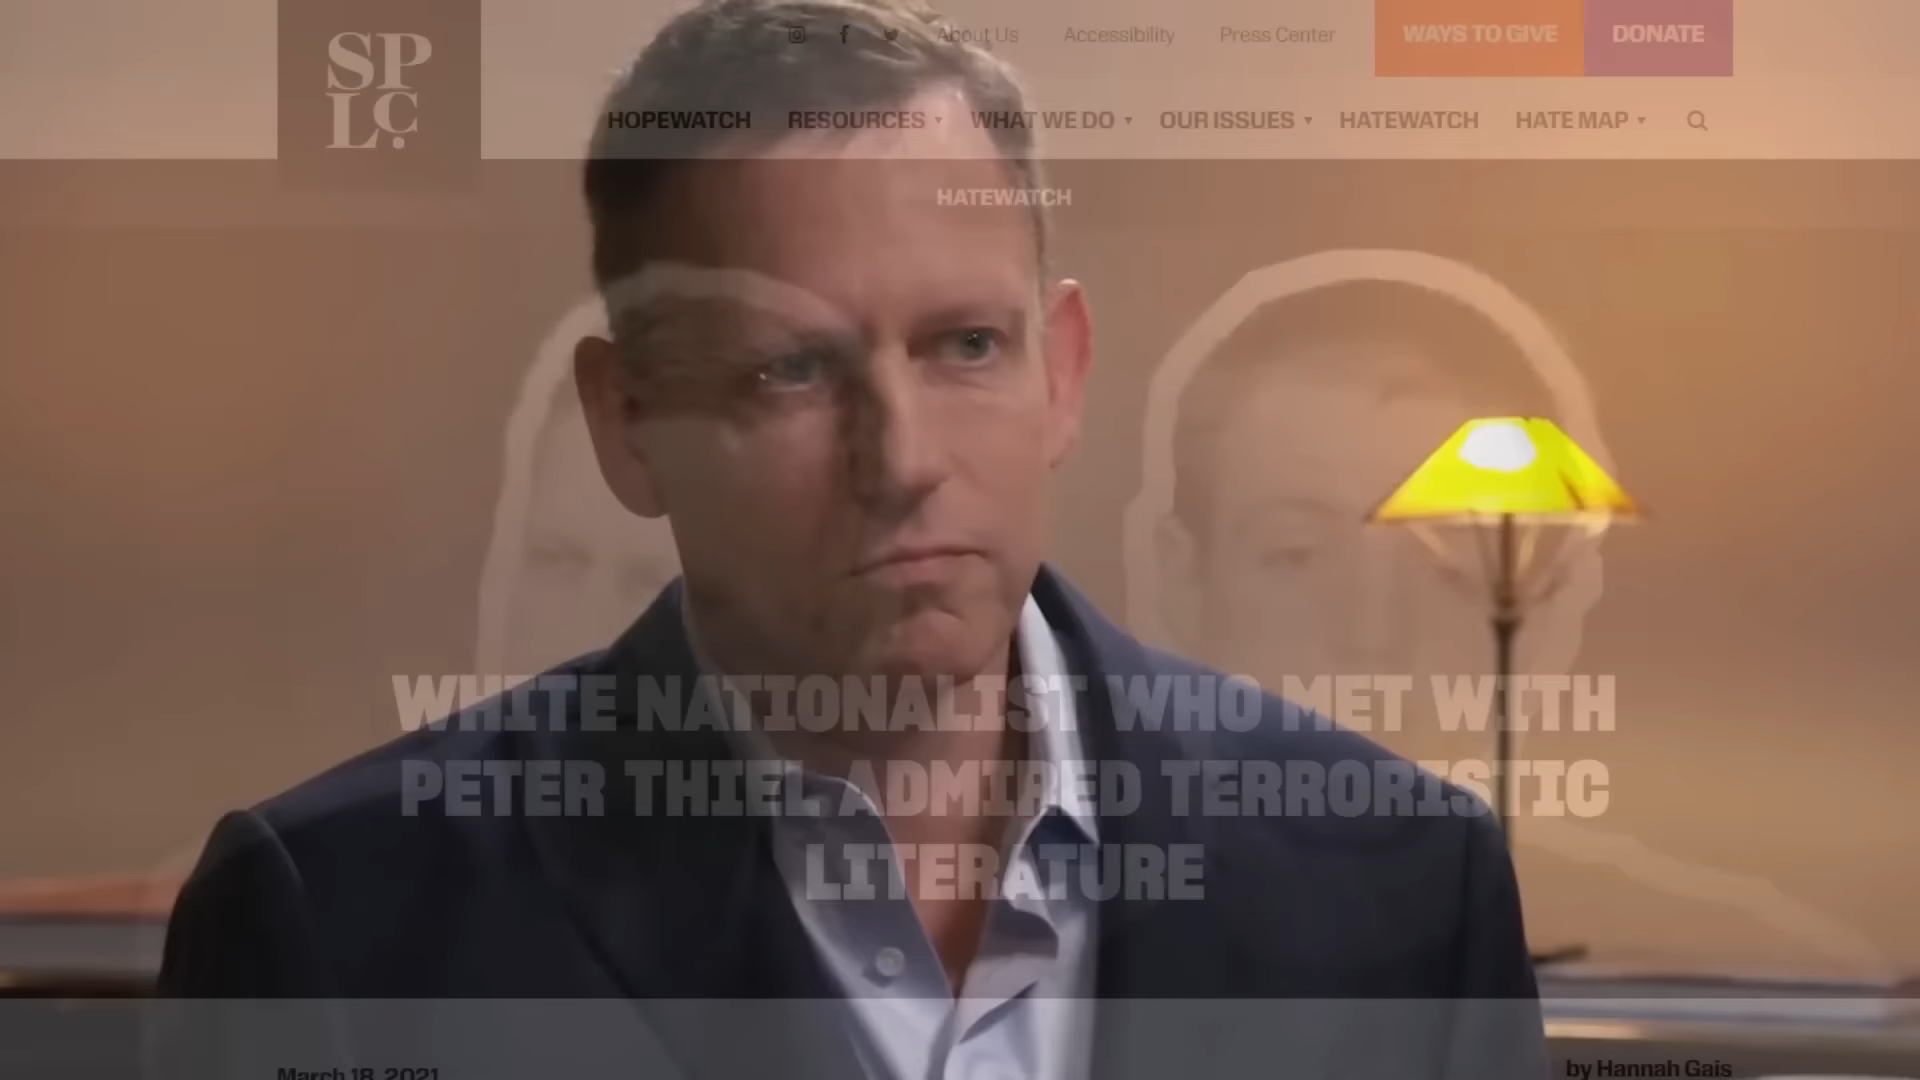 SP
Lc
About Us Accessibility Press Center WAYS TO GIVE DONATE
HOPEWATCH RESOURCES WHAT WE DO OUR ISSUES HATEWATCH HATE MAP
HATEWATCH
WHITE NATIONALIST WHO MET WITH
PETER THIEL ADMIRED TERRORISTIC
LITERATURE
March 18, 2021 by Hannah Gais